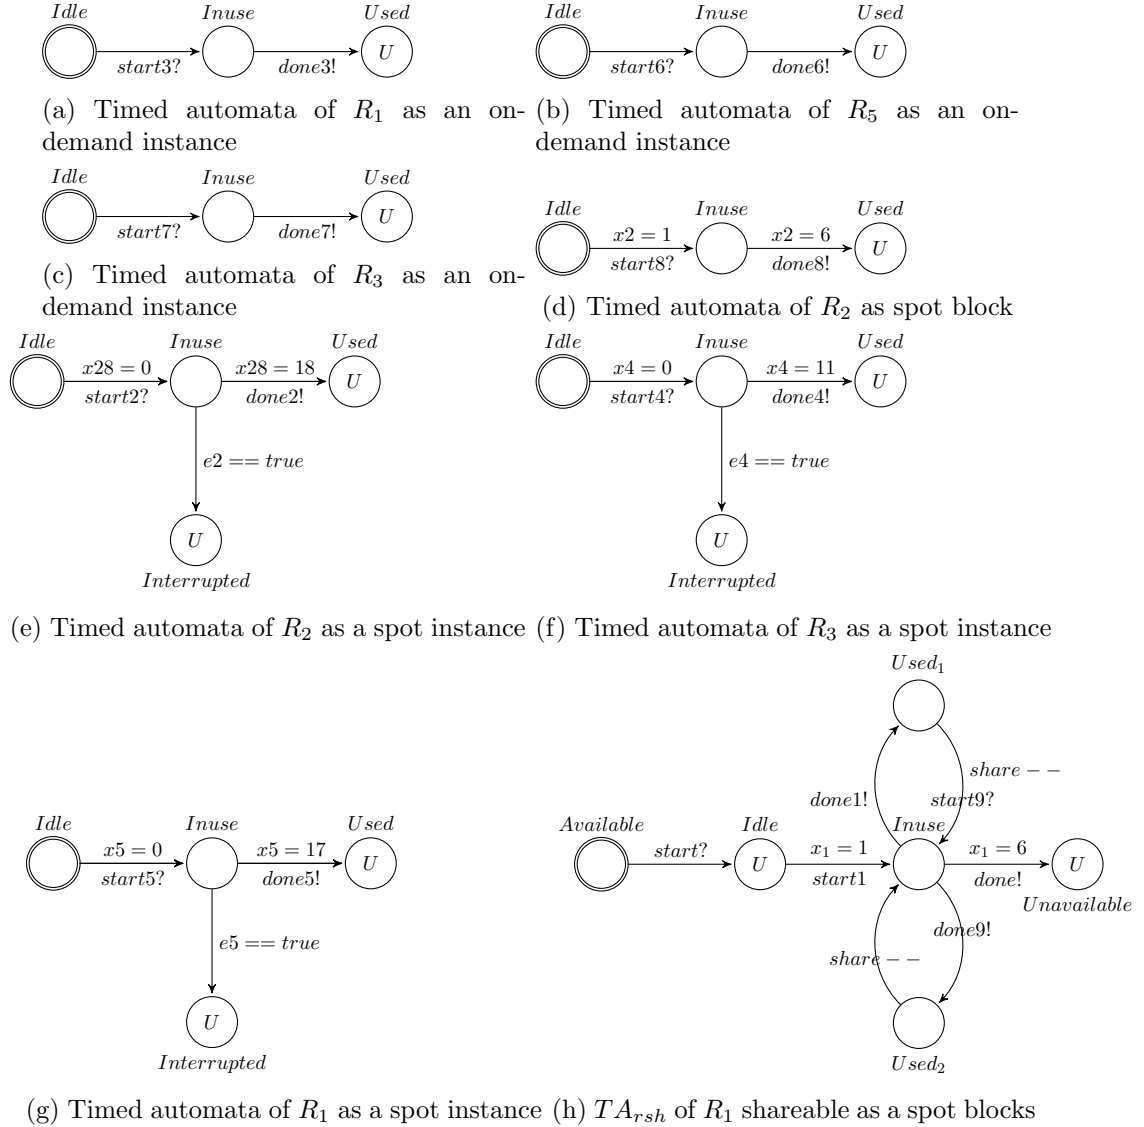 Idle Inuse Used
start3? done3! U
(a) Timed automata of R1 as an on-
demand instance
Idle Inuse Used
start6? done6! U
(b) Timed automata of R5 as an on-
demand instance
Idle Inuse Used
start7? done7! U
(c) Timed automata of R3 as an on-
demand instance
Idle Inuse Used
x2 = 1 x2 = 6
start8? done8! U
(d) Timed automata of R2 as spot block
Idle Inuse Used
x28 = 0 x28 = 18
start2? done2! U
e2 == true
U
Interrupted
(e) Timed automata of R2 as a spot instance
Idle Inuse Used
x4 = 0 x4 = 11
start4? done4! U
e4 == true
U
Interrupted
(f) Timed automata of R3 as a spot instance
Idle Inuse Used
x5 = 0 x5 = 17
start5? done5! U
e5 == true
U
Interrupted
(g) Timed automata of R1 as a spot instance
Used1
share − −
done1! start9?
Available Idle Inuse
start? x1 = 1 x1 = 6
U start1 done! U
Unavailable
done9!
share − −
Used2
(h) TArsh of R1 shareable as a spot blocks